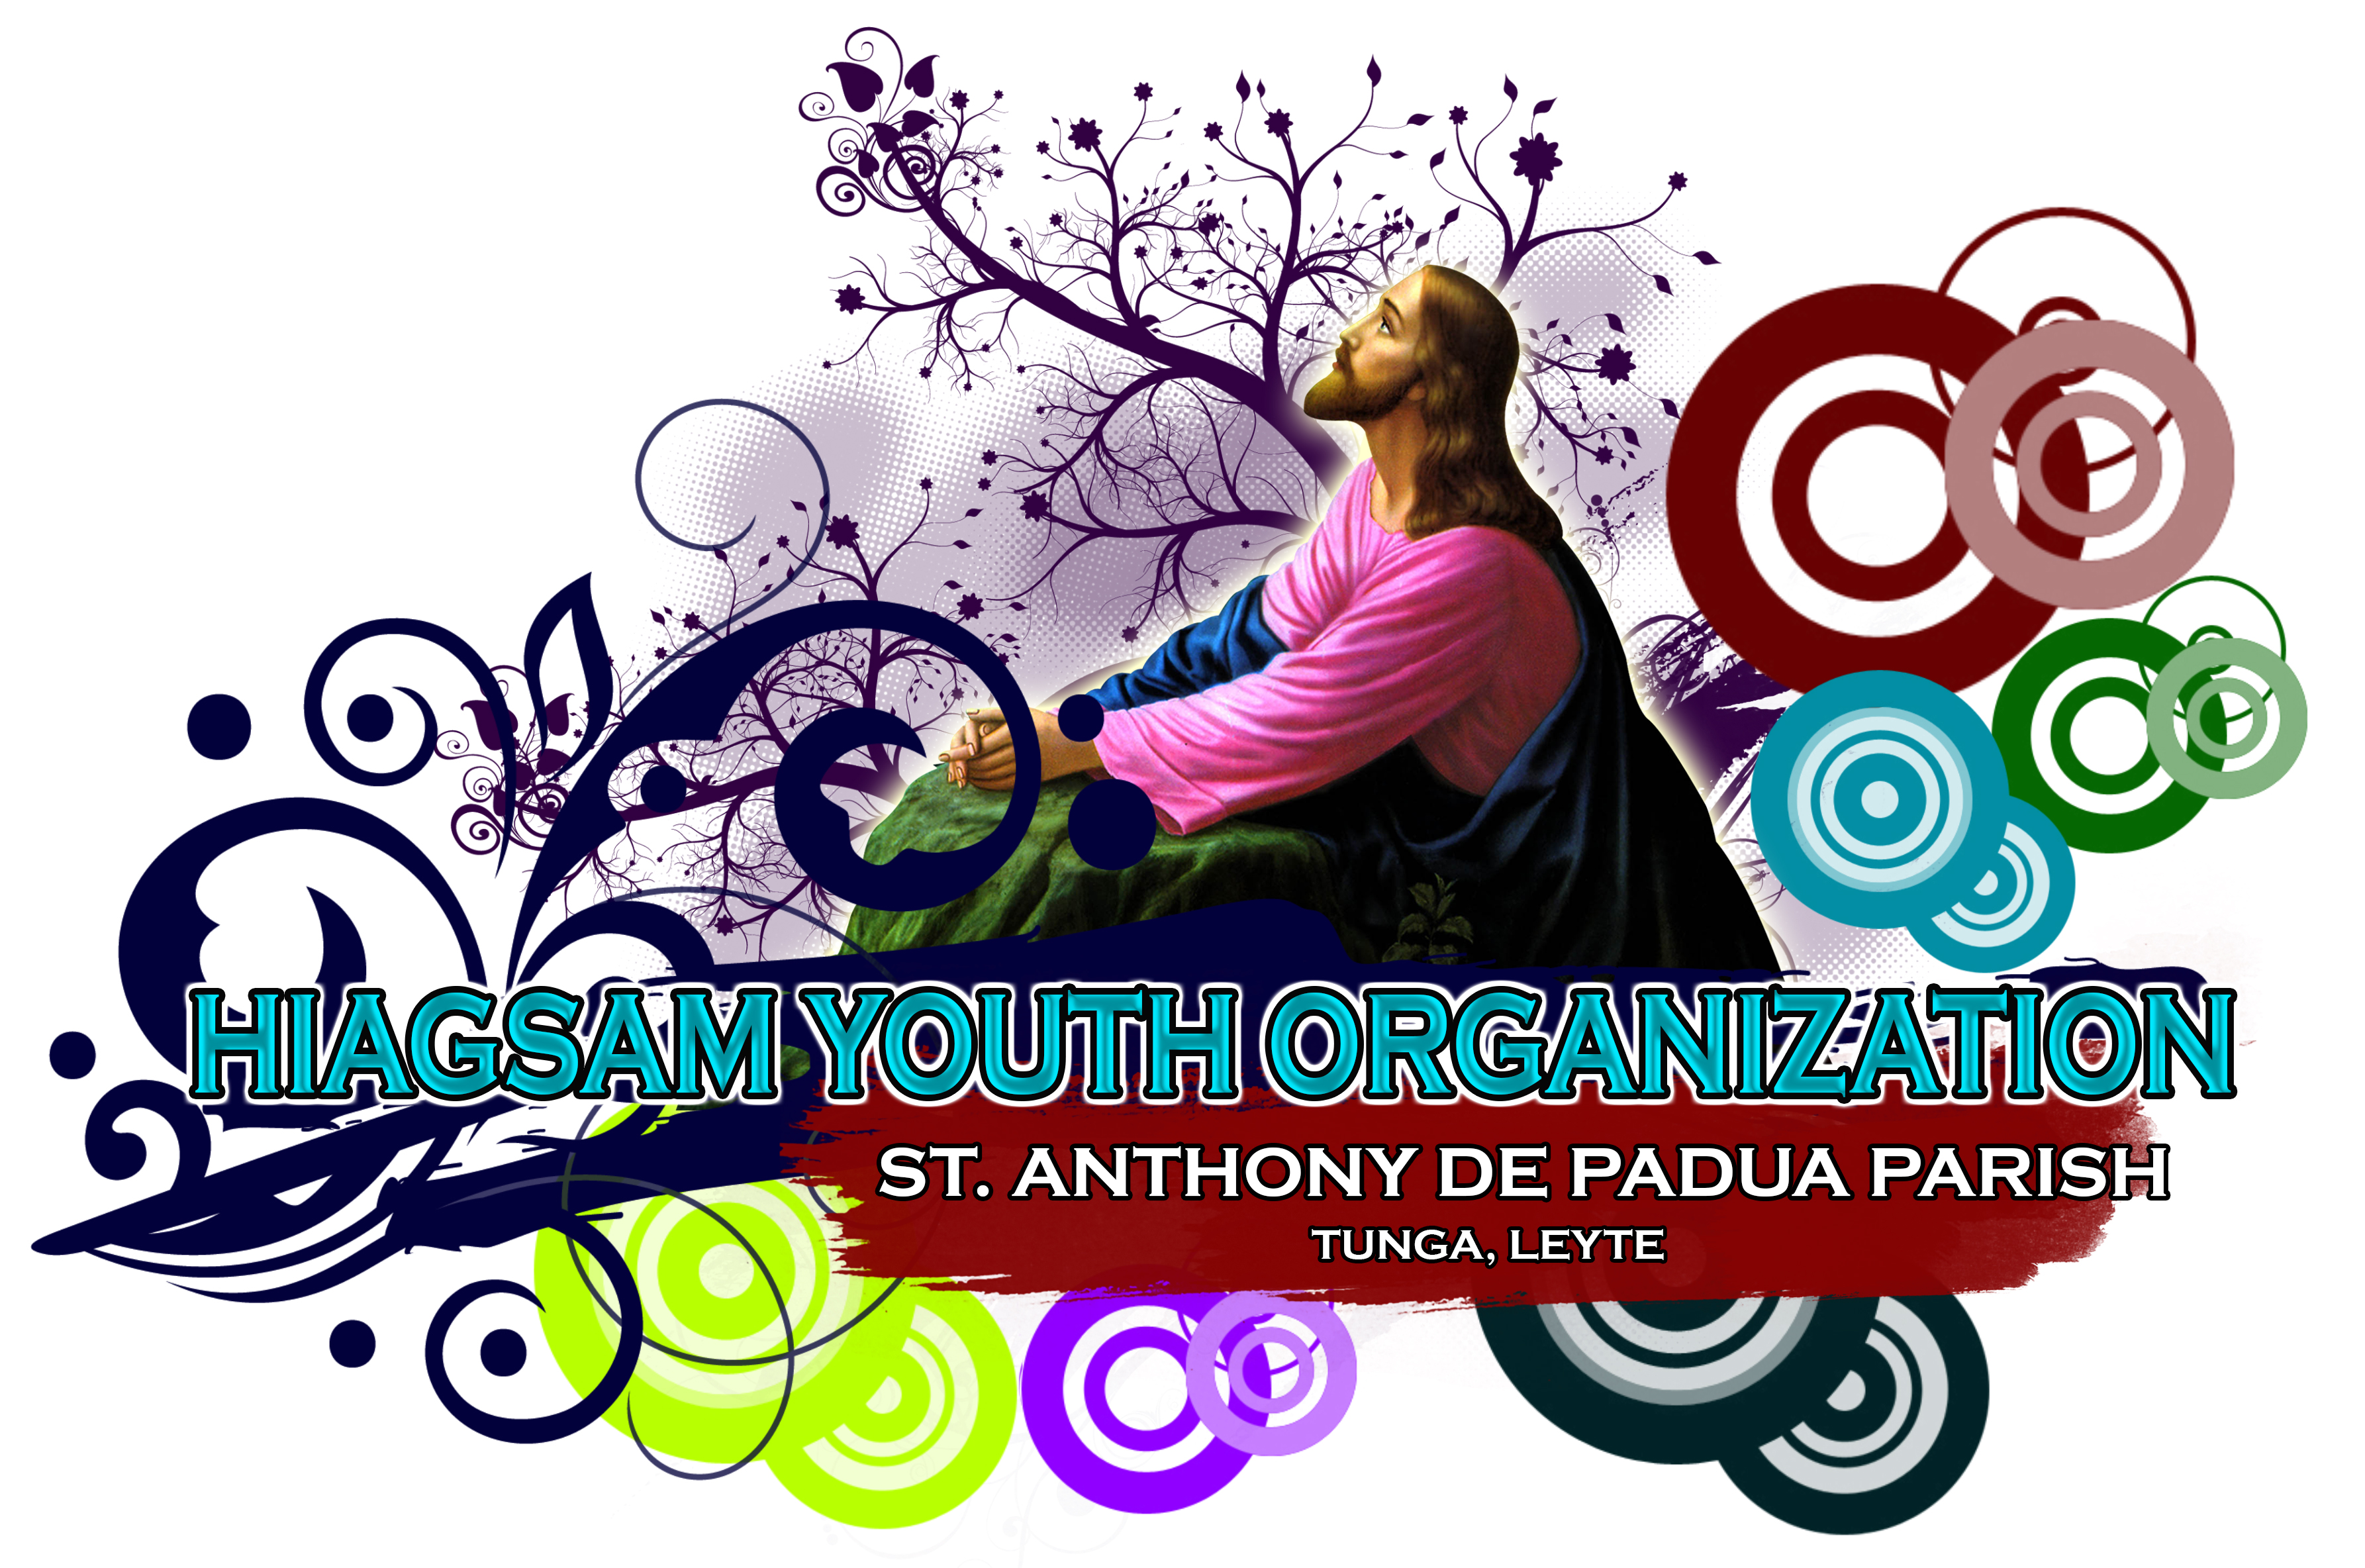 HIAGSAM YOUTH ORGANIZATION
ST. ANTHONY DE PADUA PARISH
TUNGA, LEYTE